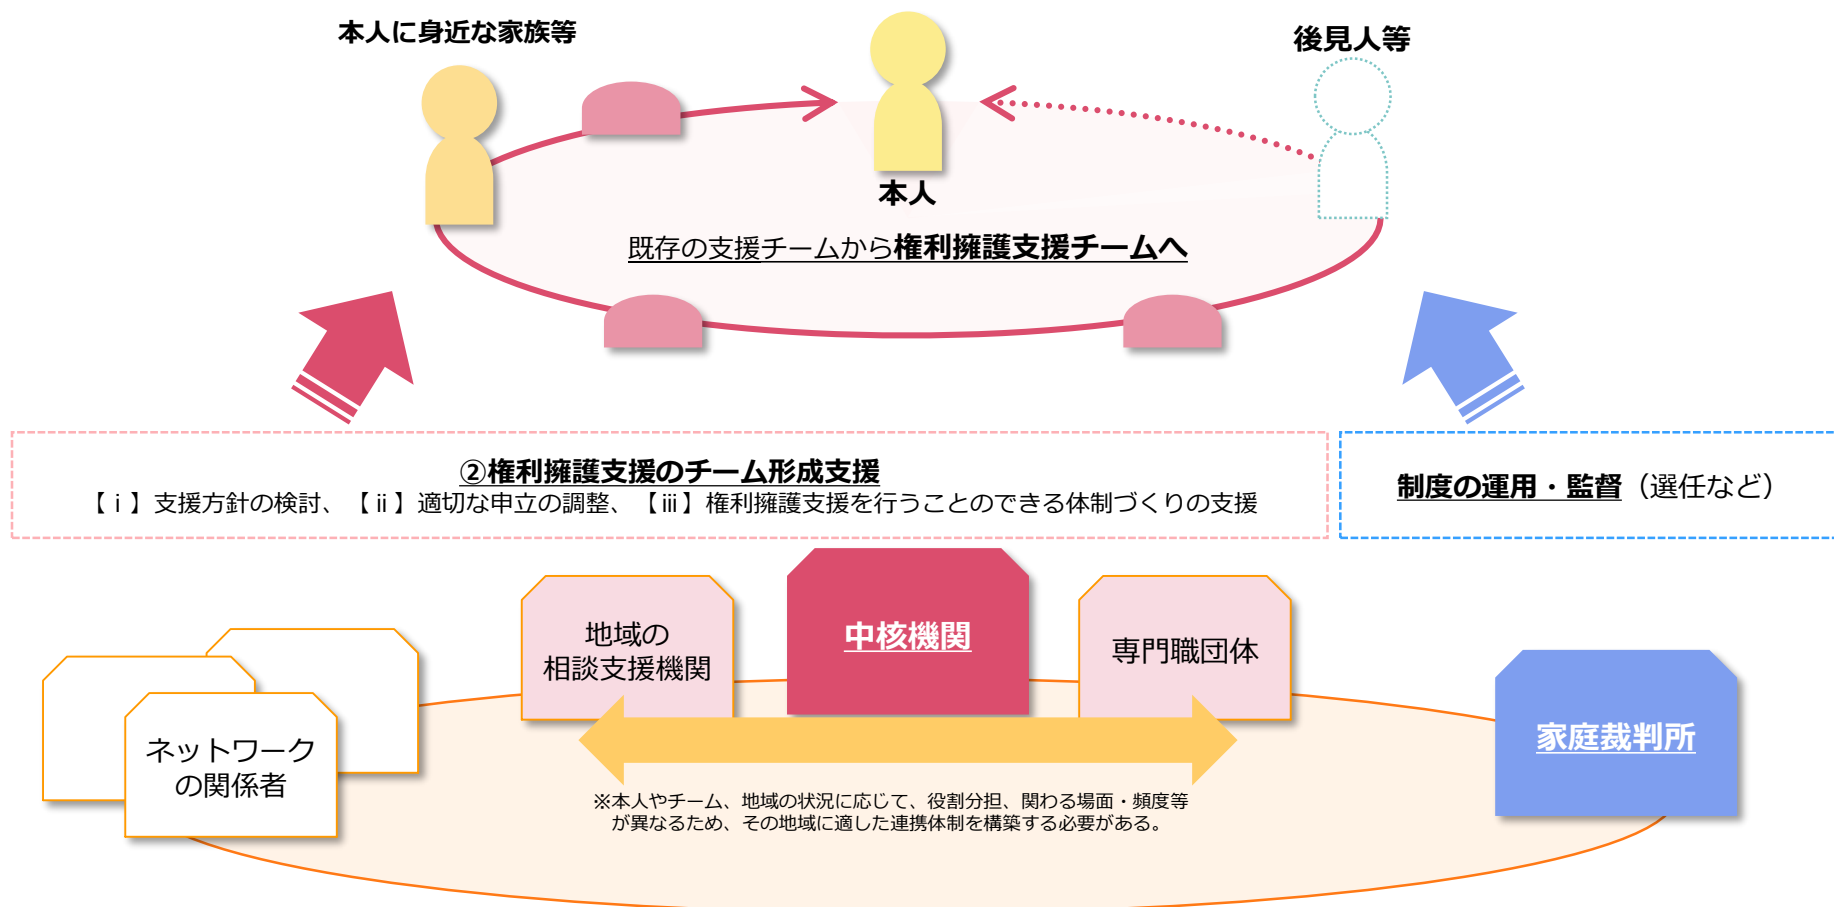 本人に身近な家族等
後見人等
本人
既存の支援チームから権利擁護支援チームへ
②権利擁護支援のチーム形成支援
【ⅰ】支援方針の検討、【ⅱ】適切な申立の調整、【ⅲ】権利擁護支援を行うことのできる体制づくりの支援
制度の運用・監督（選任など）
地域の
相談支援機関
中核機関
専門職団体
家庭裁判所
ネットワーク
の関係者
※本人やチーム、地域の状況に応じて、役割分担、関わる場面・頻度等
が異なるため、その地域に適した連携体制を構築する必要がある。